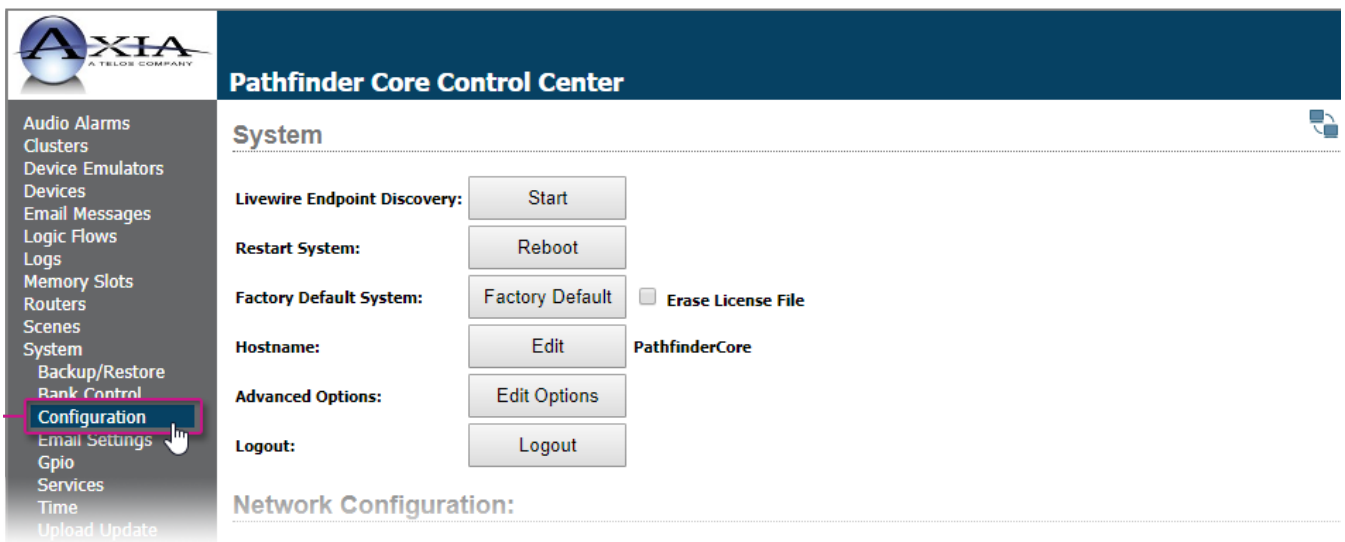 AXIA
A TELOS COMPANY
Pathfinder Core Control Center
Audio Alarms
Clusters
Device Emulators
Devices
Email Messages
Logic Flows
Logs
Memory Slots
Routers
Scenes
System
Backup/Restore
Bank Control
Configuration
Email Settings
Gpio
Services
Time
Upload Update
System
Livewire Endpoint Discovery: Start
Restart System: Reboot
Factory Default System: Factory Default Erase License File
Hostname: Edit PathfinderCore
Advanced Options: Edit Options
Logout: Logout
Network Configuration: